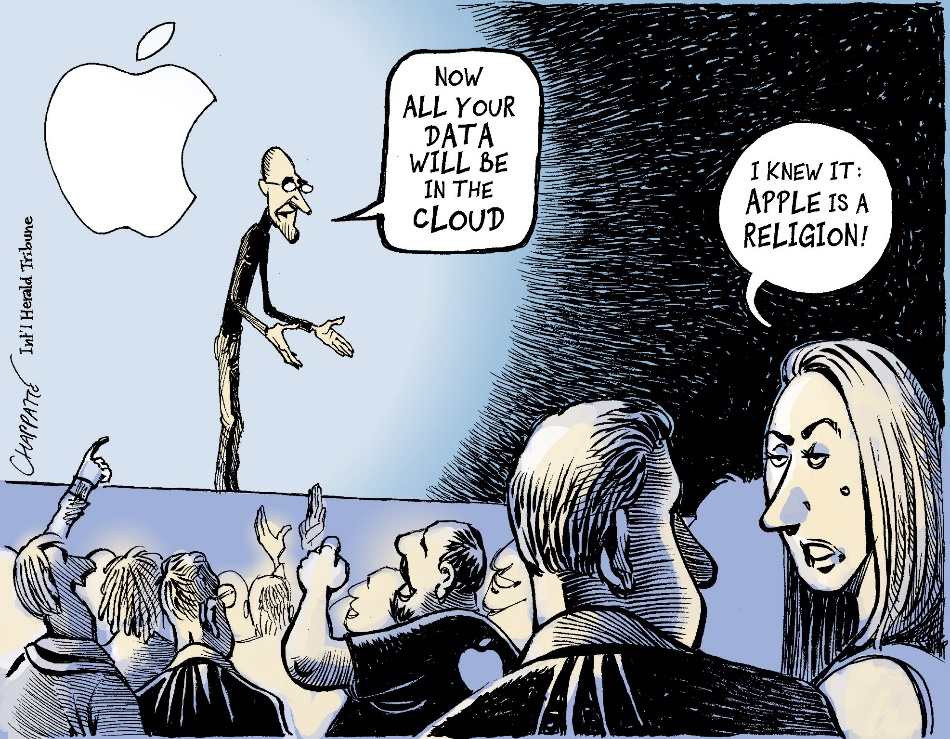 NOW
ALL YOUR
DATA
WILL BE
IN THE
CLOUD
I KNEW IT:
APPLE IS A
RELIGION!
CHAPPATTE
Int'l Herald Tribune